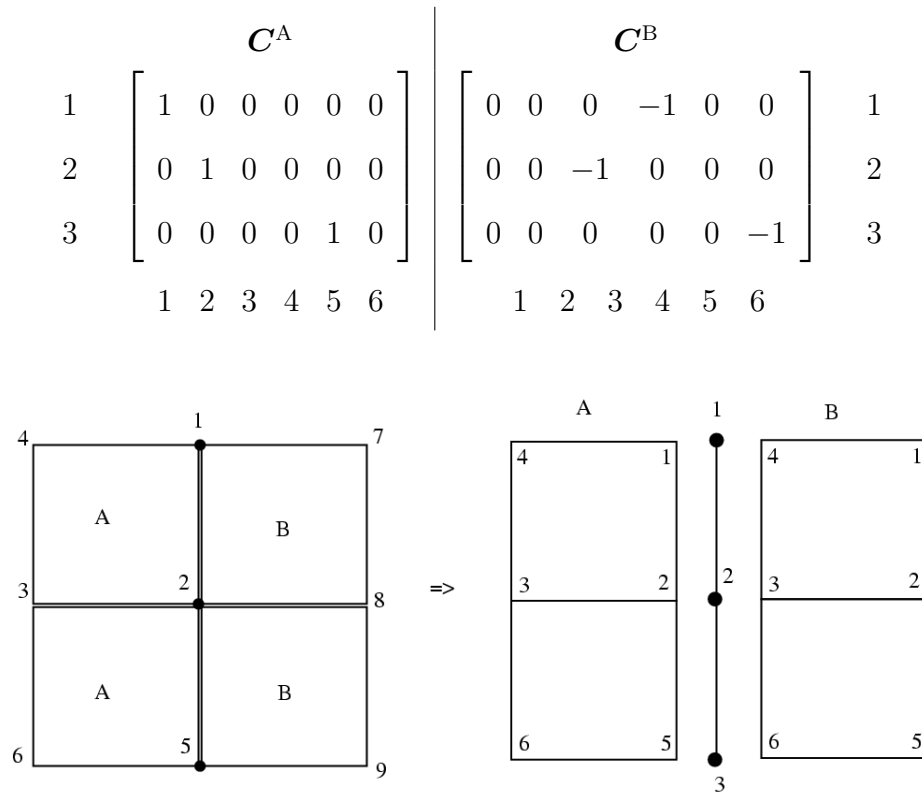 C^A C^B
1 1 0 0 0 0 0 0 0 0 −1 0 0 1
2 0 1 0 0 0 0 0 0 −1 0 0 0 2
3 0 0 0 0 1 0 0 0 0 0 0 −1 3
1 2 3 4 5 6 1 2 3 4 5 6
A 1 B
4 1 7
4 1 4 1
A B
3 2 8 => 3 2 2 3 2
A B
6 5 9 6 5 3 6 5